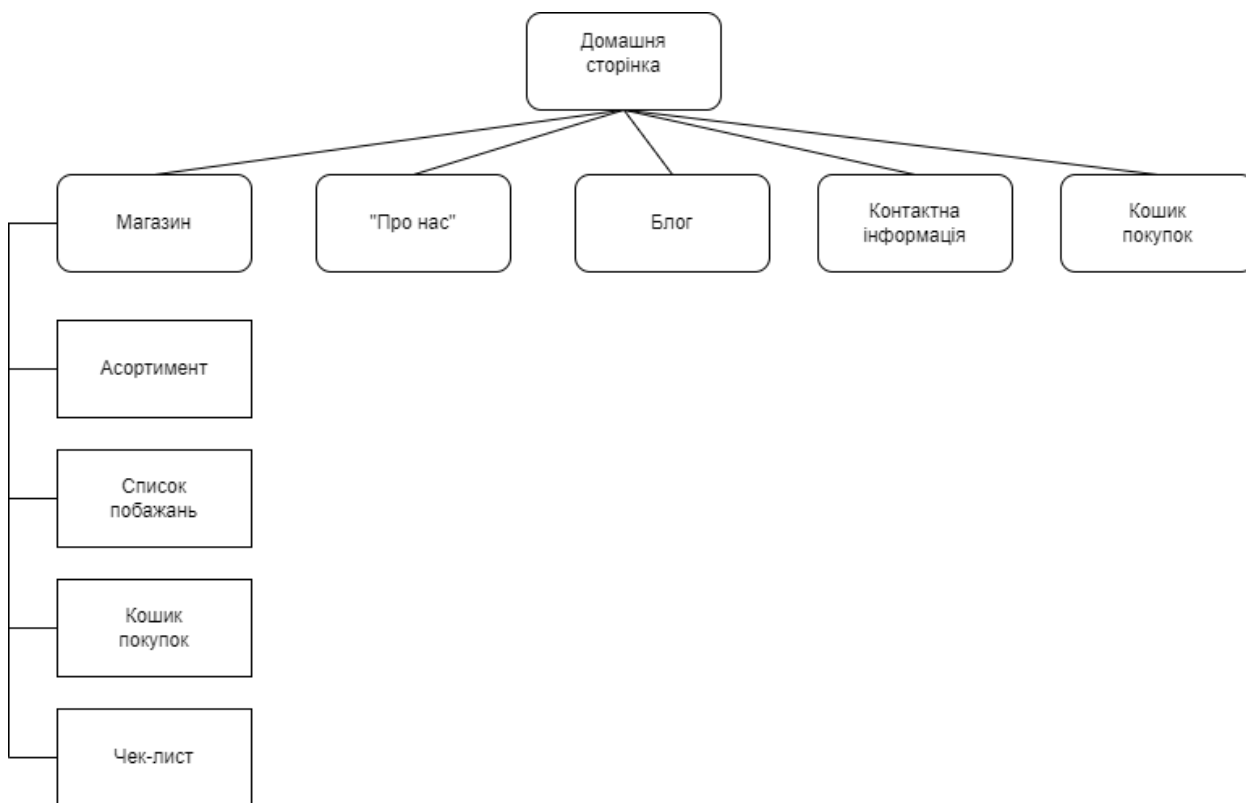 Домашня
сторінка
Магазин
"Про нас"
Блог
Контактна
інформація
Кошик
покупок
Асортимент
Список
побажань
Кошик
покупок
Чек-лист